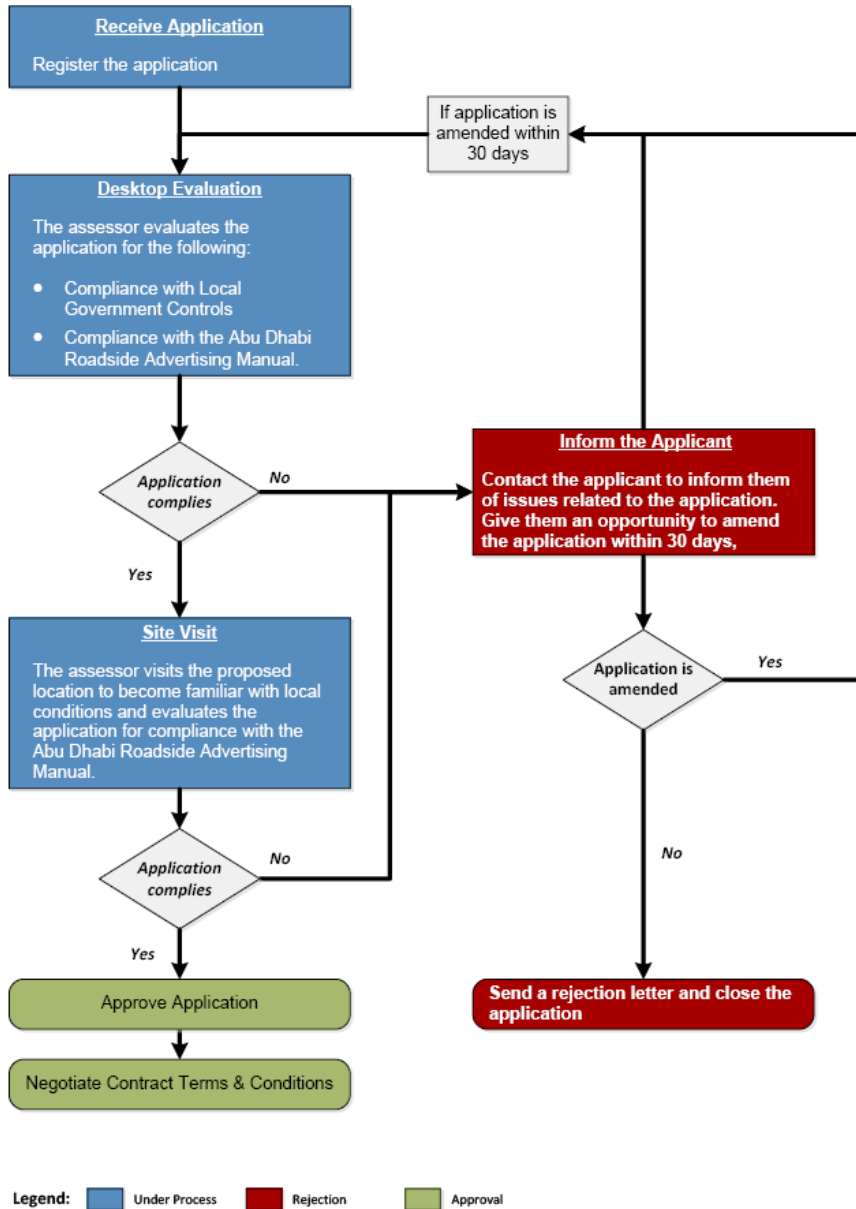 Receive Application
Register the application
If application is
amended within
30 days
Desktop Evaluation
The assessor evaluates the
application for the following:
• Compliance with Local
Government Controls
• Compliance with the Abu Dhabi
Roadside Advertising Manual.
Application
complies
No
Yes
Inform the Applicant
Contact the applicant to inform them
of issues related to the application.
Give them an opportunity to amend
the application within 30 days,
Site Visit
The assessor visits the proposed
location to become familiar with local
conditions and evaluates the
application for compliance with the
Abu Dhabi Roadside Advertising
Manual.
Application is
amended
Yes
No
Application
complies
No
Yes
Approve Application
Send a rejection letter and close the
application
Negotiate Contract Terms & Conditions
Legend: Under Process Rejection Approval